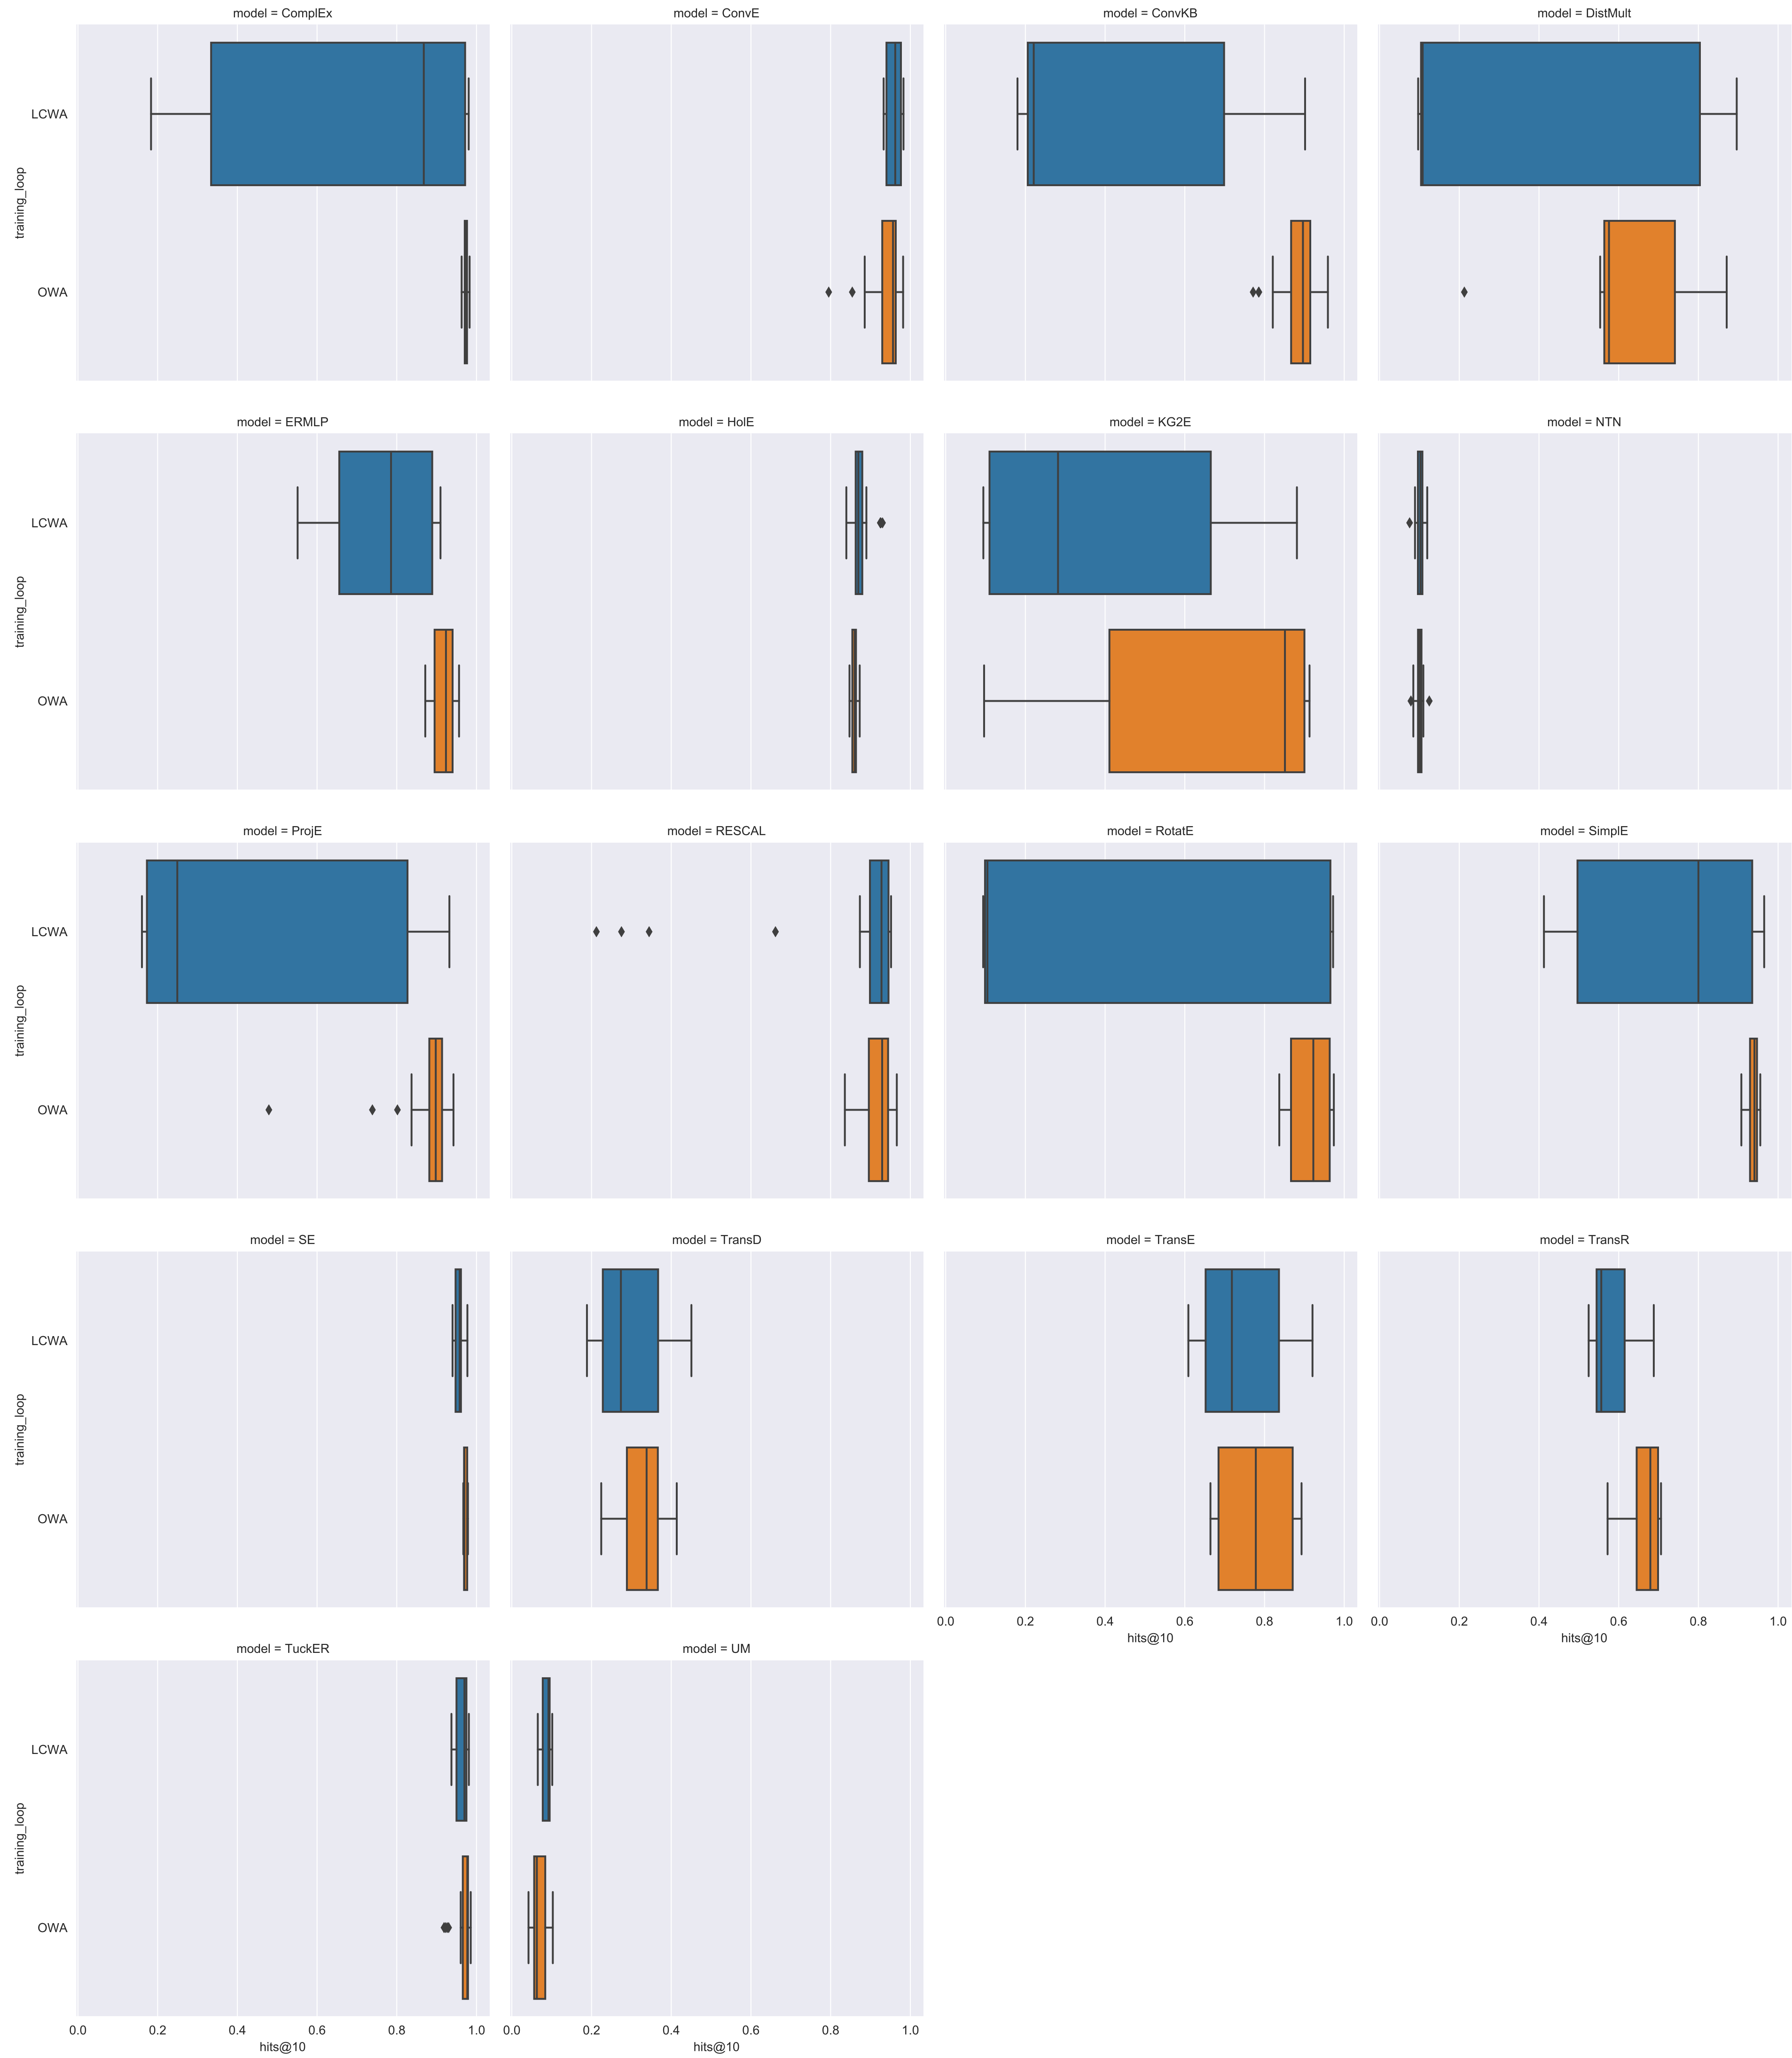 model = ComplEx
model = ConvE
model = ConvKB
model = DistMult
LCWA
OWA
training_loop
model = ERMLP
model = HolE
model = KG2E
model = NTN
LCWA
OWA
training_loop
model = ProjE
model = RESCAL
model = RotatE
model = SimplE
LCWA
OWA
training_loop
model = SE
model = TransD
model = TransE
model = TransR
LCWA
OWA
training_loop
0.0 0.2 0.4 0.6 0.8 1.0
hits@10
0.0 0.2 0.4 0.6 0.8 1.0
hits@10
model = TuckER
model = UM
LCWA
OWA
training_loop
0.0 0.2 0.4 0.6 0.8 1.0
hits@10
0.0 0.2 0.4 0.6 0.8 1.0
hits@10